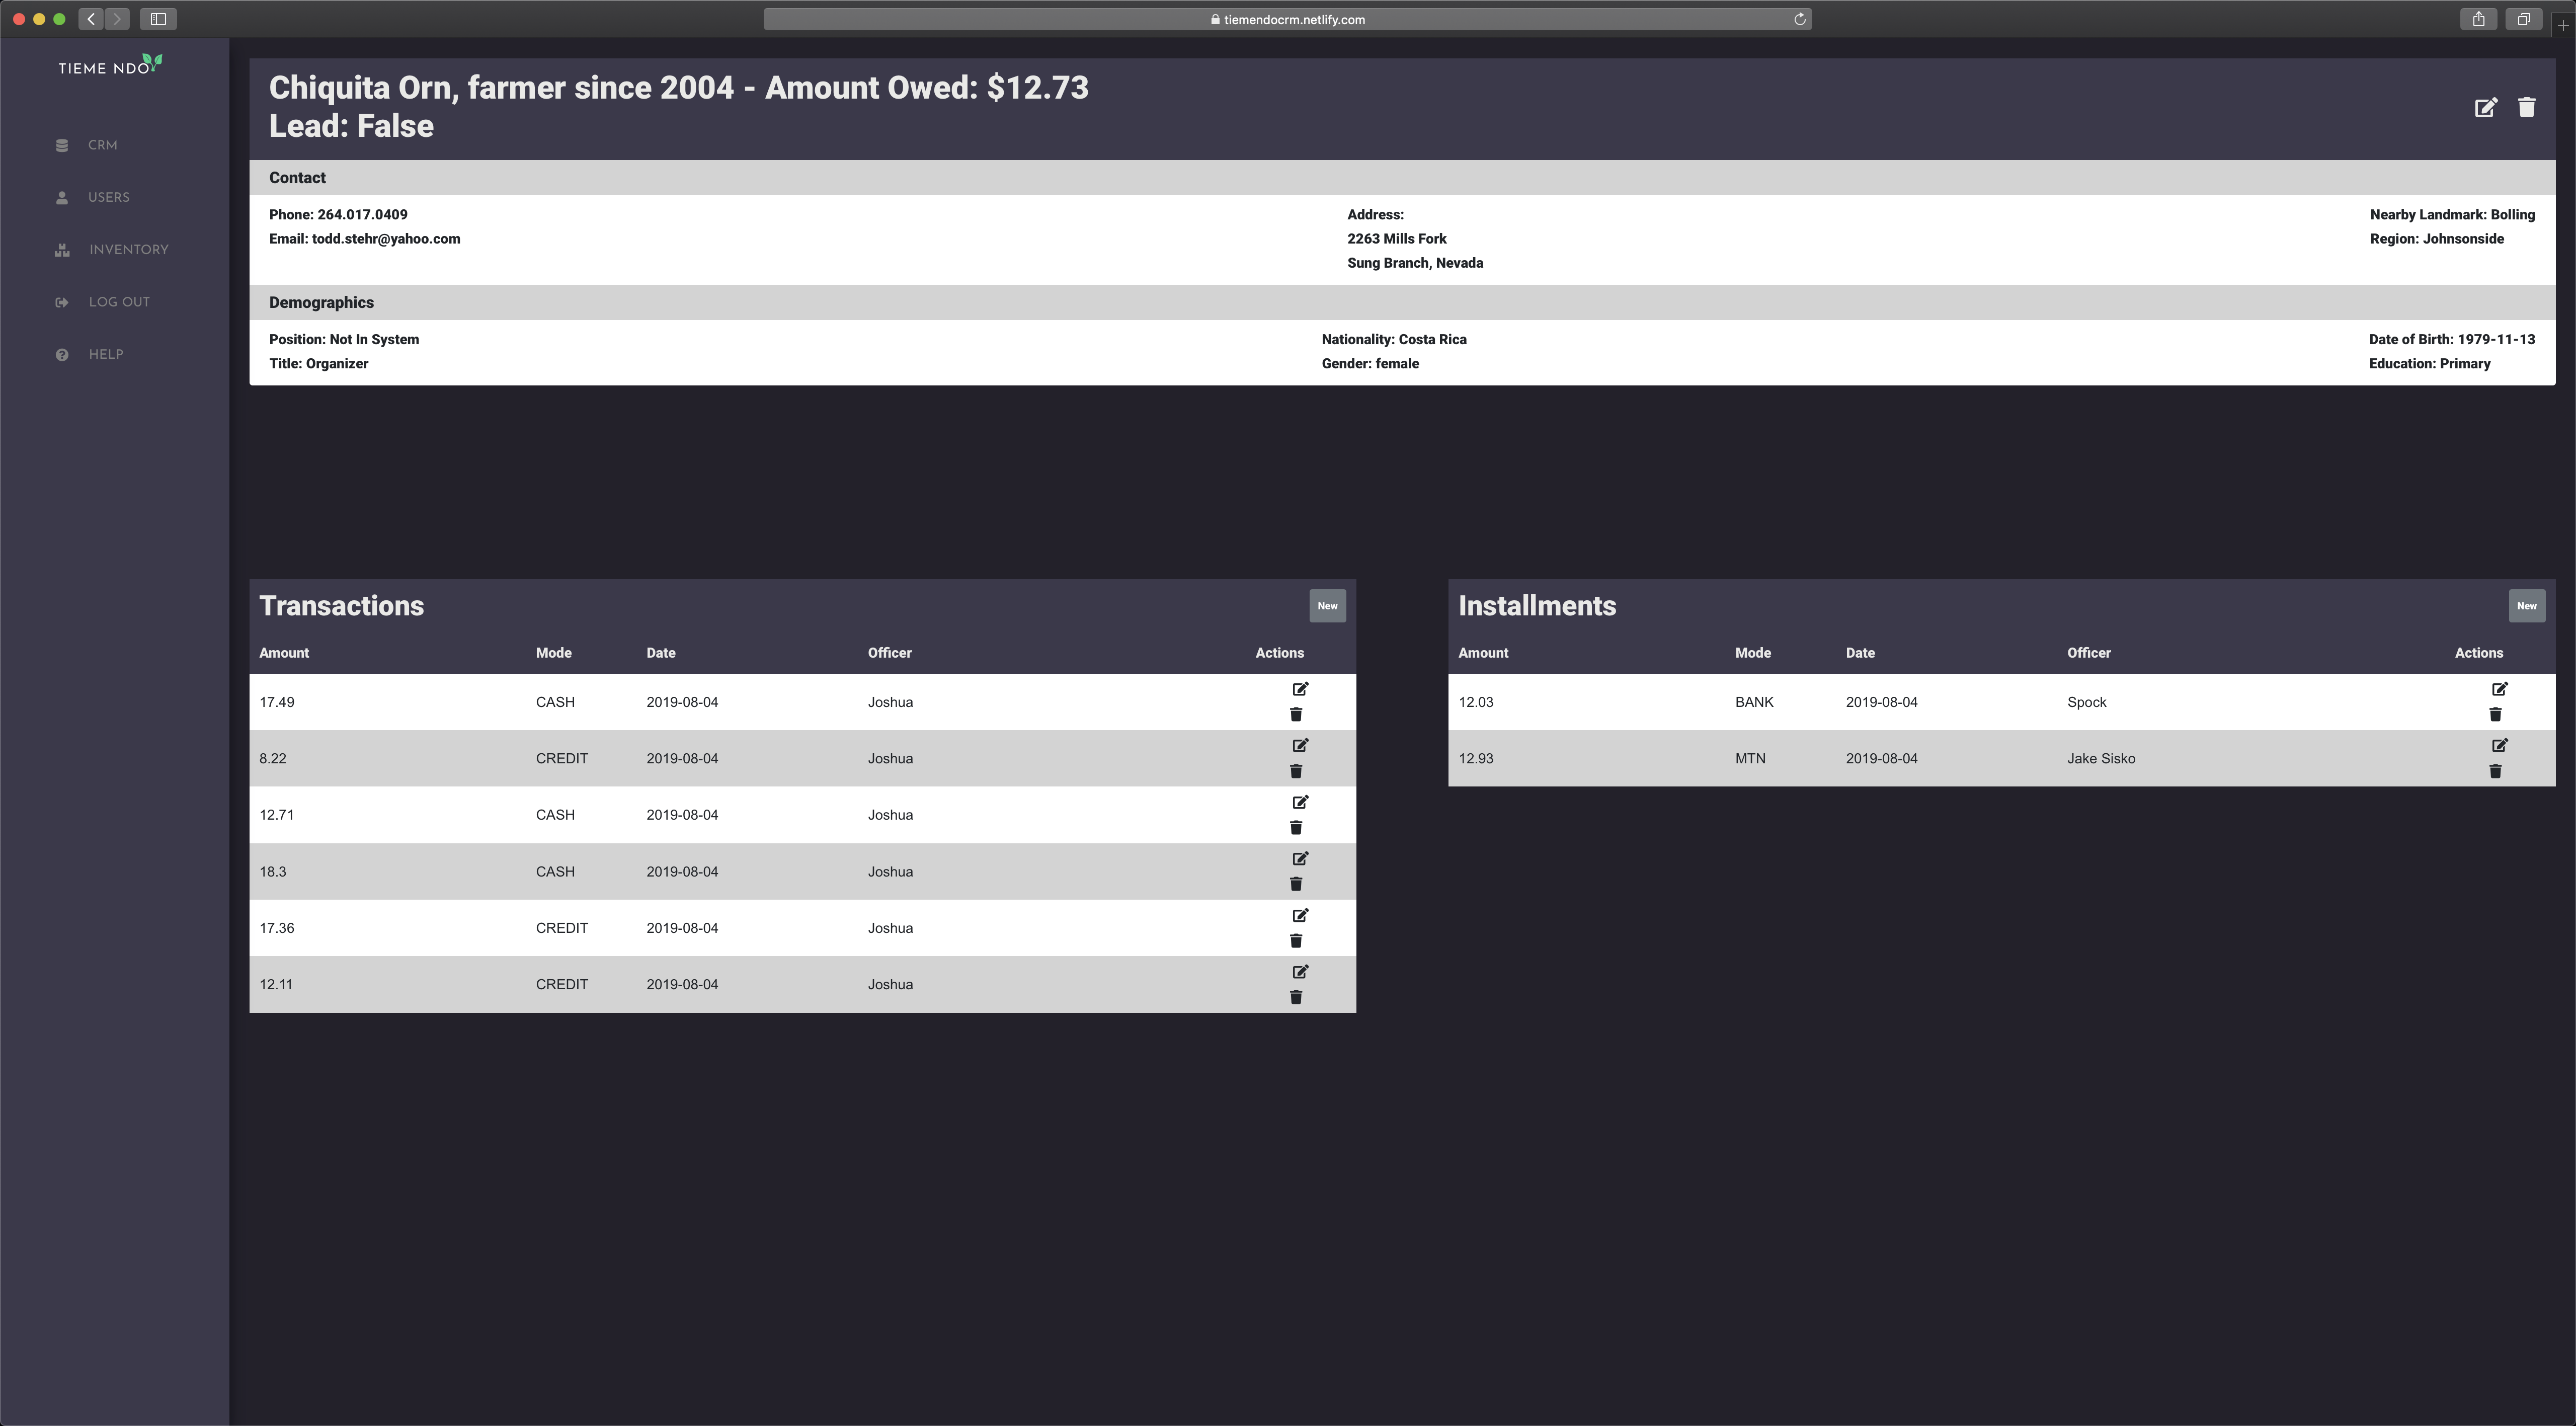 tiemendocrm.netlify.com
TIEME NDO
CRM
USERS
INVENTORY
LOG OUT
HELP
Chiquita Orn, farmer since 2004 - Amount Owed: $12.73
Lead: False
Contact
Phone: 264.017.0409
Email: todd.stehr@yahoo.com
Address:
2263 Mills Fork
Sung Branch, Nevada
Nearby Landmark: Bolling
Region: Johnsonside
Demographics
Position: Not In System
Title: Organizer
Nationality: Costa Rica
Gender: female
Date of Birth: 1979-11-13
Education: Primary
Transactions New
Amount Mode Date Officer Actions
17.49 CASH 2019-08-04 Joshua
8.22 CREDIT 2019-08-04 Joshua
12.71 CASH 2019-08-04 Joshua
18.3 CASH 2019-08-04 Joshua
17.36 CREDIT 2019-08-04 Joshua
12.11 CREDIT 2019-08-04 Joshua
Installments New
Amount Mode Date Officer Actions
12.03 BANK 2019-08-04 Spock
12.93 MTN 2019-08-04 Jake Sisko